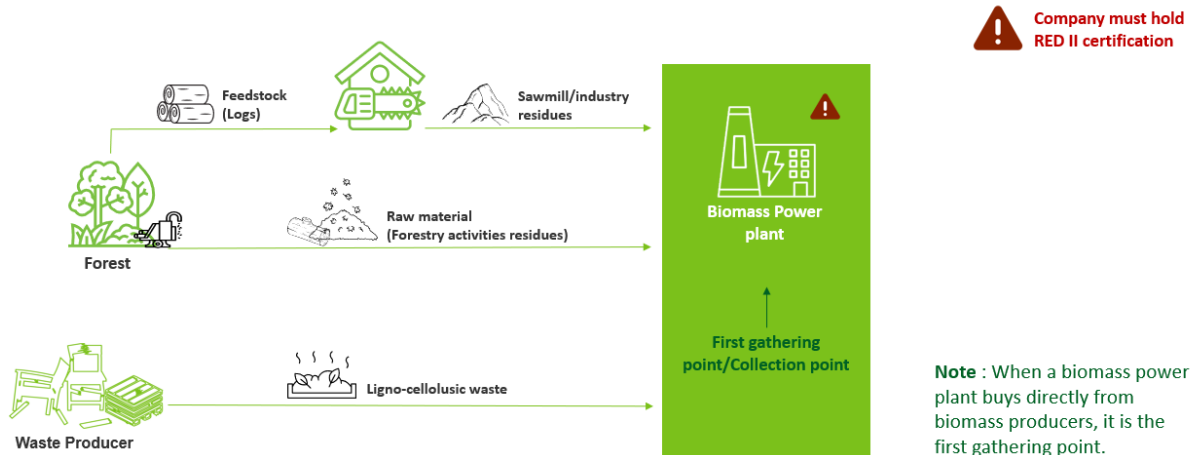 Company must hold
RED II certification
Feedstock
(Logs)
Sawmill/industry
residues
Biomass Power
plant
Raw material
(Forestry activities residues)
Forest
First gathering
point/Collection point
Ligno-cellolusic waste
Waste Producer
Note : When a biomass power
plant buys directly from
biomass producers, it is the
first gathering point.